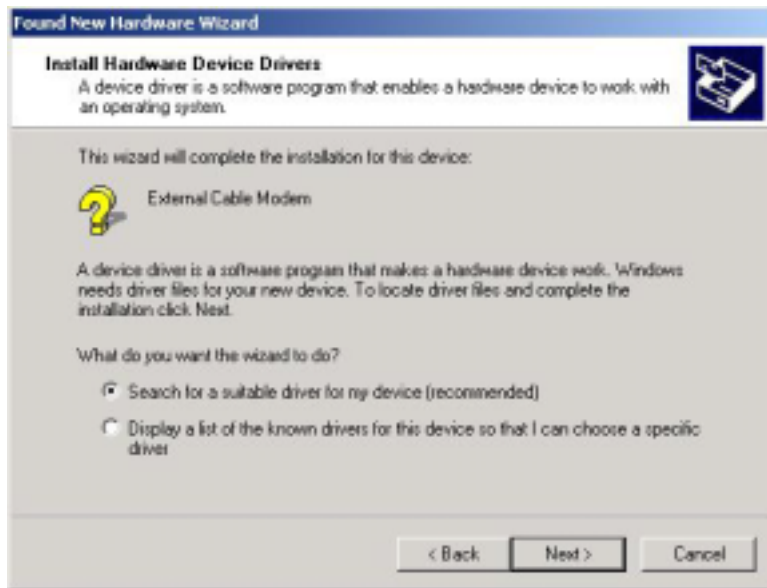 Found New Hardware Wizard
Install Hardware Device Drivers
A device driver is a software program that enables a hardware device to work with
an operating system.
This wizard will complete the installation for this device:
External Cable Modem
A device driver is a software program that makes a hardware device work. Windows
needs driver files for your new device. To locate driver files and complete the
installation click Next.
What do you want the wizard to do?
Search for a suitable driver for my device (recommended)
Display a list of the known drivers for this device so that I can choose a specific
driver
< Back
Next >
Cancel